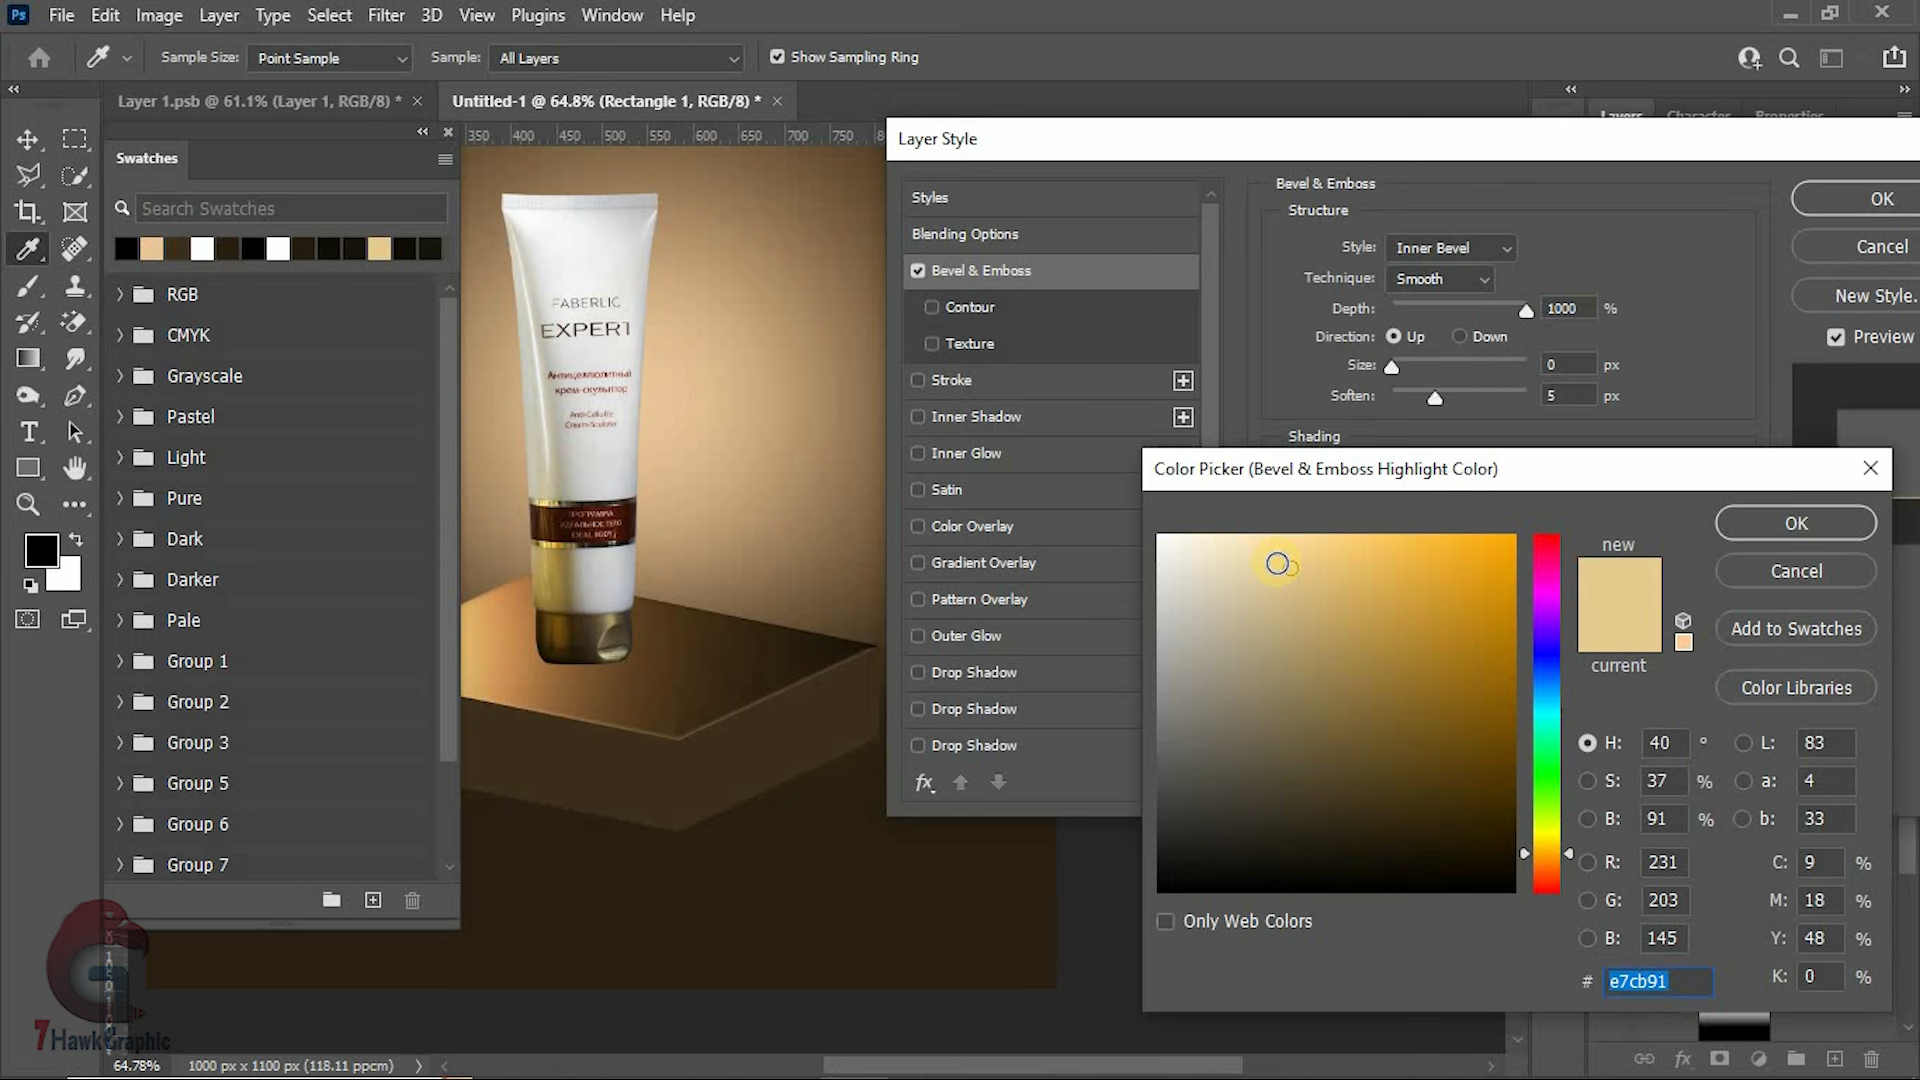 Ps File Edit Image Layer Type Select Filter 3D View Plugins Window Help
Sample Size: Point Sample Sample: All Layers Show Sampling Ring
Layer 1.psb @ 61.1% (Layer 1, RGB/8) * Untitled-1 @ 64.8% (Rectangle 1, RGB/8) *
Layers Character Properties
350 400 450 500 550 600 650 700 750
Swatches
Search Swatches
RGB
CMYK
Grayscale
Pastel
Light
Pure
Dark
Darker
Pale
Group 1
Group 2
Group 3
Group 5
Group 6
Group 7
FABERLIC
EXPERT
Антицеллюлитный
крем-скульптор
Anti-Cellulite
Cream-Sculptor
ПРОГРАММА
ИДЕАЛЬНОЕ ТЕЛО
IDEAL BODY
Layer Style
Styles
Blending Options
Bevel & Emboss
Contour
Texture
Stroke
Inner Shadow
Inner Glow
Satin
Color Overlay
Gradient Overlay
Pattern Overlay
Outer Glow
Drop Shadow
Drop Shadow
Drop Shadow
fx
Bevel & Emboss
Structure
Style: Inner Bevel
Technique: Smooth
Depth: 1000 %
Direction: Up Down
Size: 0 px
Soften: 5 px
Shading
OK
Cancel
New Style.
Preview
Color Picker (Bevel & Emboss Highlight Color)
new
current
OK
Cancel
Add to Swatches
Color Libraries
H: 40 ° L: 83
S: 37 % a: 4
B: 91 % b: 33
R: 231 C: 9 %
G: 203 M: 18 %
B: 145 Y: 48 %
# e7cb91 K: 0 %
Only Web Colors
7HawkGraphic
64.78% 1000 px x 1100 px (118.11 ppcm)
fx